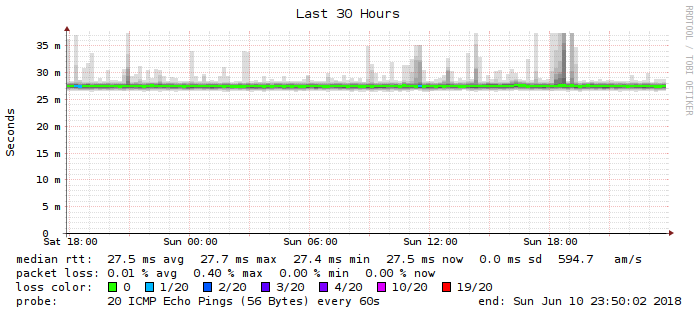 Last 30 Hours
RRDTOOL / TOBI OETIKER
Seconds
35 m
30 m
25 m
20 m
15 m
10 m
5 m
0
Sat 18:00 Sun 00:00 Sun 06:00 Sun 12:00 Sun 18:00
median rtt: 27.5 ms avg 27.7 ms max 27.4 ms min 27.5 ms now 0.0 ms sd 594.7 am/s
packet loss: 0.01 % avg 0.40 % max 0.00 % min 0.00 % now
loss color: 0 1/20 2/20 3/20 4/20 10/20 19/20
probe: 20 ICMP Echo Pings (56 Bytes) every 60s end: Sun Jun 10 23:50:02 2018